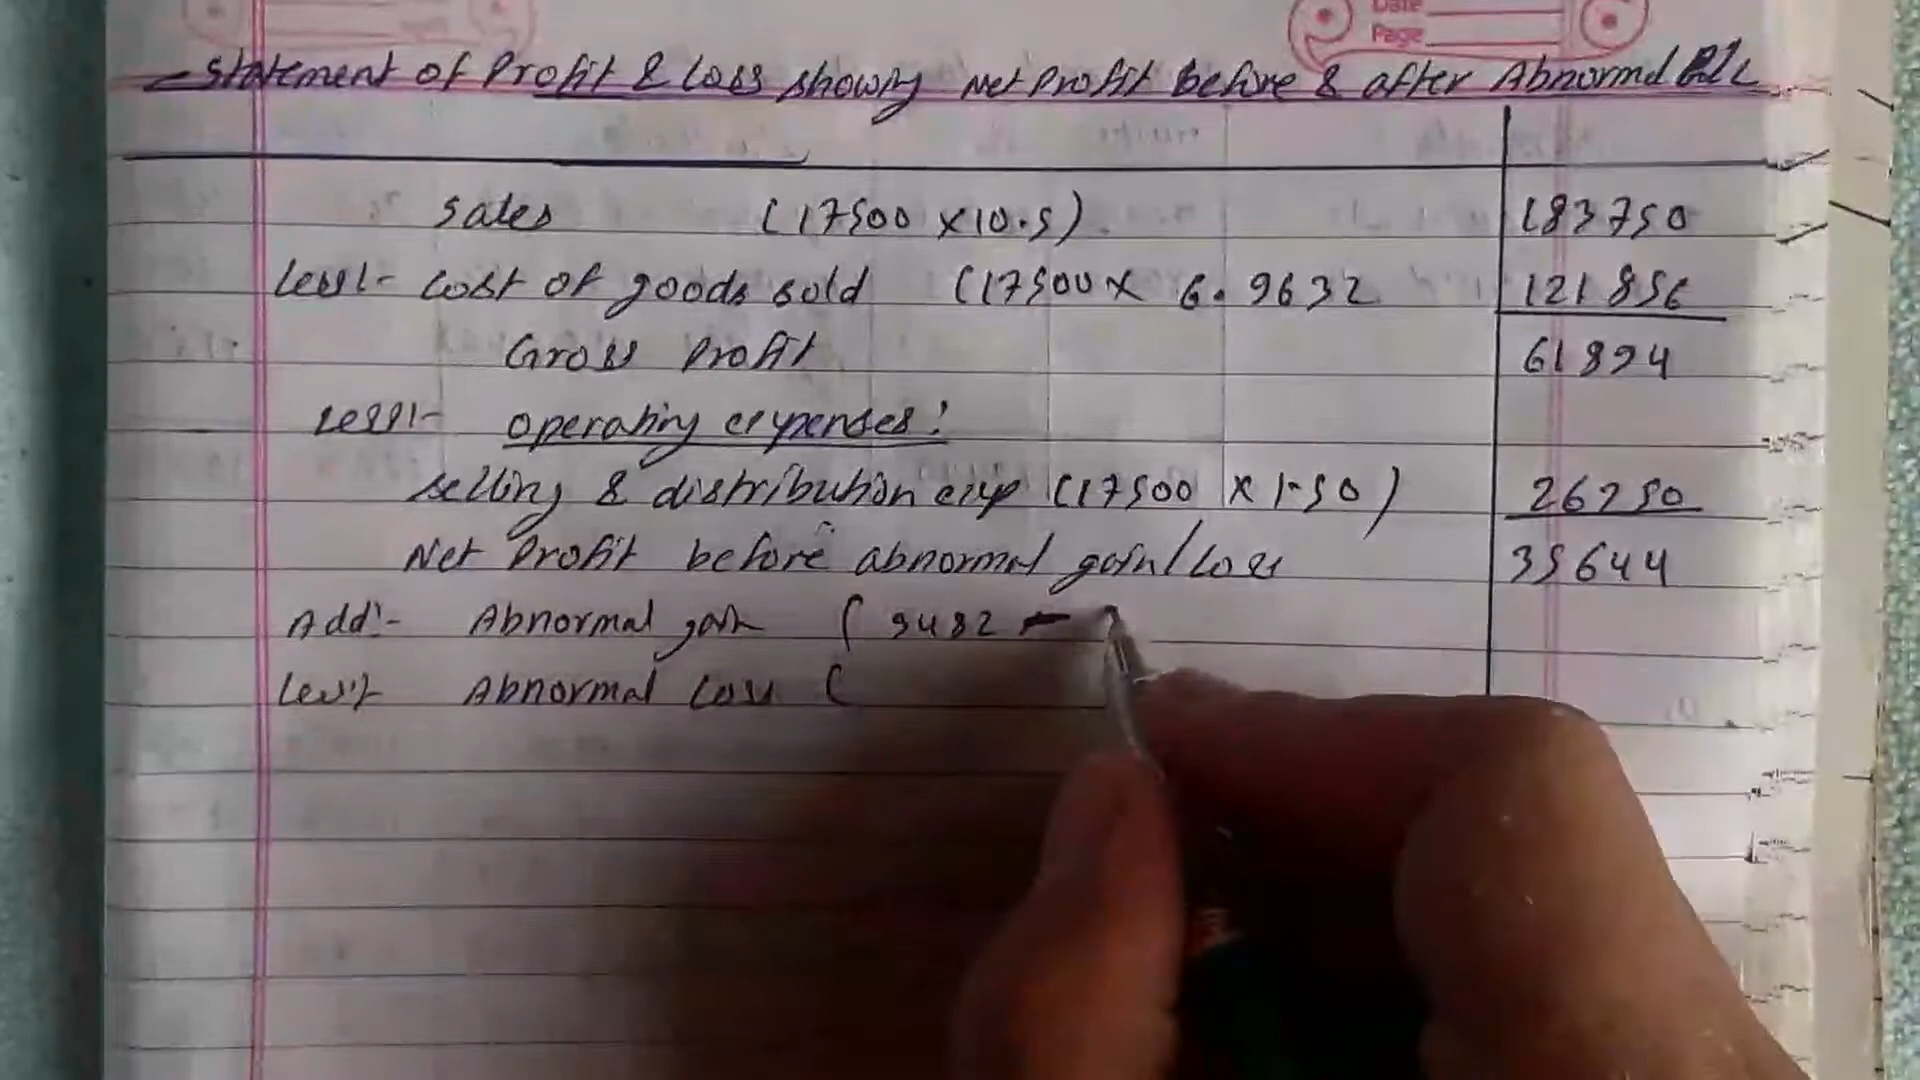 Date
Page
Statement of Profit & Loss showing Net Profit before & after Abnormal P/L
Sales (17500 x 10.5) 183750
Less:- Cost of goods sold (17500 x 6.9632 121856
Gross Profit 61894
Less:- operating expenses:
selling & distribution exp (17500 x 1.50) 26250
Net Profit before abnormal gain/Loss 35644
Add:- Abnormal gain ( 9482 -
Less:- Abnormal Loss (